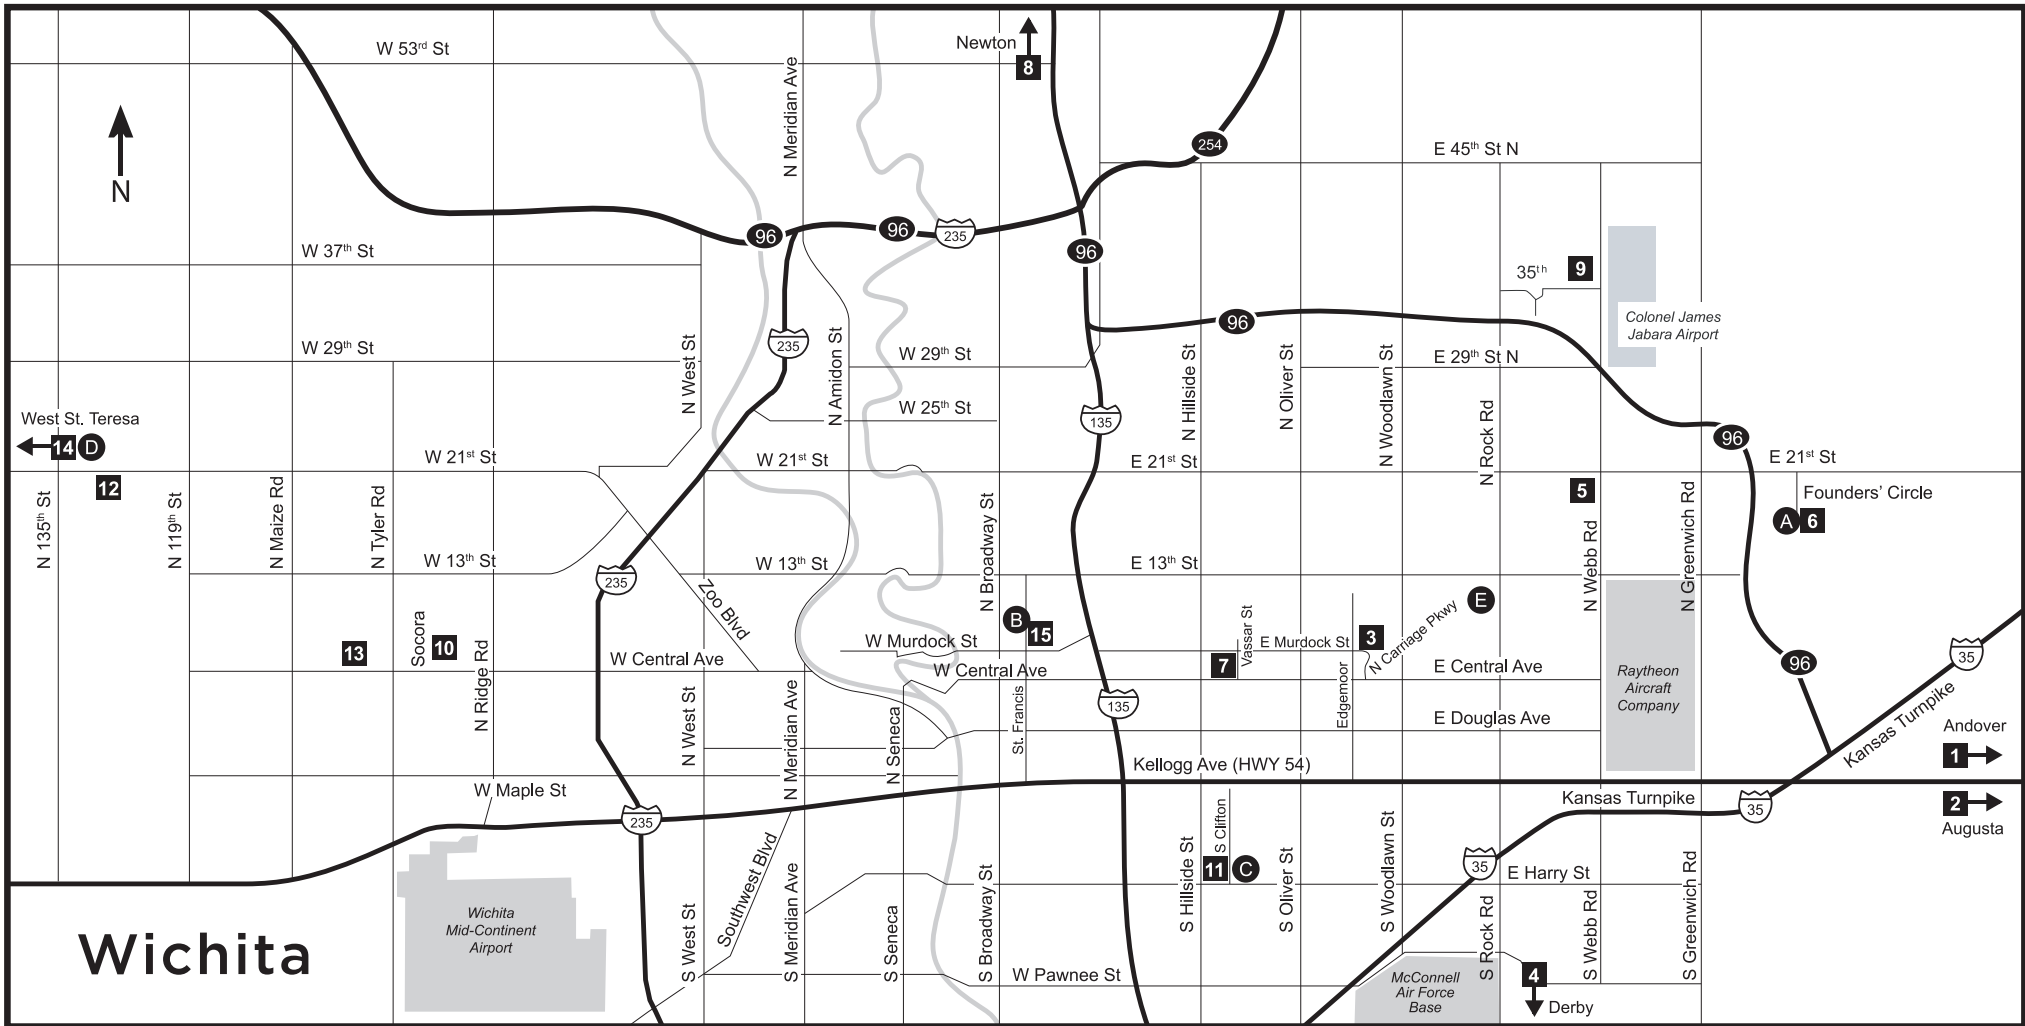 W 53rd St
Newton
8
N Meridian Ave
N
254
E 45th St N
96
96
235
96
W 37th St
35th
9
Colonel James
Jabara Airport
96
235
W 29th St
N West St
N Amidon St
W 29th St
E 29th St N
N Hillside St
N Oliver St
N Woodlawn St
N Rock Rd
W 25th St
135
West St. Teresa
14
D
96
W 21st St
W 21st St
E 21st St
E 21st St
12
5
Founders' Circle
A
6
N 135th St
N 119th St
N Maize Rd
N Tyler Rd
N Broadway St
N Webb Rd
N Greenwich Rd
W 13th St
W 13th St
E 13th St
235
Zoo Blvd
B
15
E
Socora
13
10
N Ridge Rd
W Murdock St
Vassar St
E Murdock St
3
N Carriage Pkwy
W Central Ave
W Central Ave
7
E Central Ave
Raytheon
Aircraft
Company
96
35
N West St
N Meridian Ave
N Seneca
St. Francis
135
Edgemoor
E Douglas Ave
Kansas Turnpike
Andover
1
Kellogg Ave (HWY 54)
W Maple St
Kansas Turnpike
35
2
Augusta
235
Southwest Blvd
S Clifton
11
C
35
E Harry St
S West St
S Meridian Ave
S Seneca
S Broadway St
S Hillside St
S Oliver St
S Woodlawn St
S Rock Rd
S Webb Rd
S Greenwich Rd
Wichita
Mid-Continent
Airport
Wichita
W Pawnee St
McConnell
Air Force
Base
4
Derby